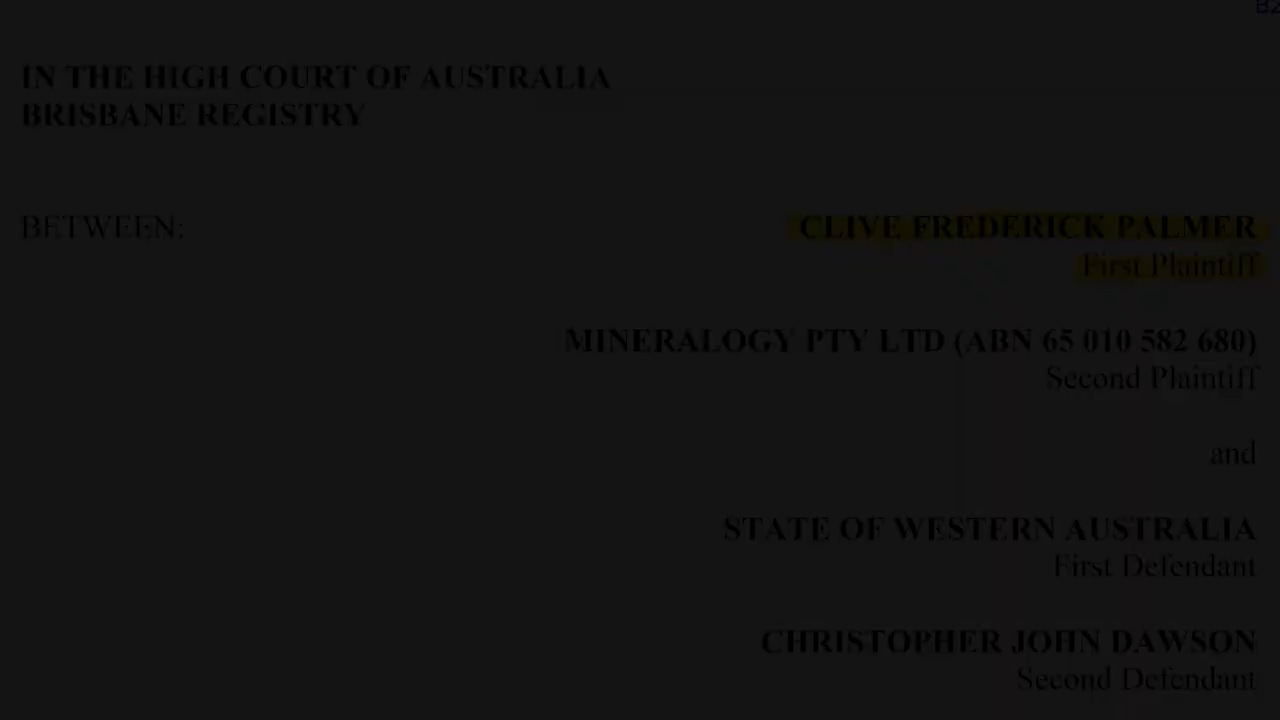 B2
IN THE HIGH COURT OF AUSTRALIA
BRISBANE REGISTRY
BETWEEN:
CLIVE FREDERICK PALMER
First Plaintiff
MINERALOGY PTY LTD (ABN 65 010 582 680)
Second Plaintiff
and
STATE OF WESTERN AUSTRALIA
First Defendant
CHRISTOPHER JOHN DAWSON
Second Defendant